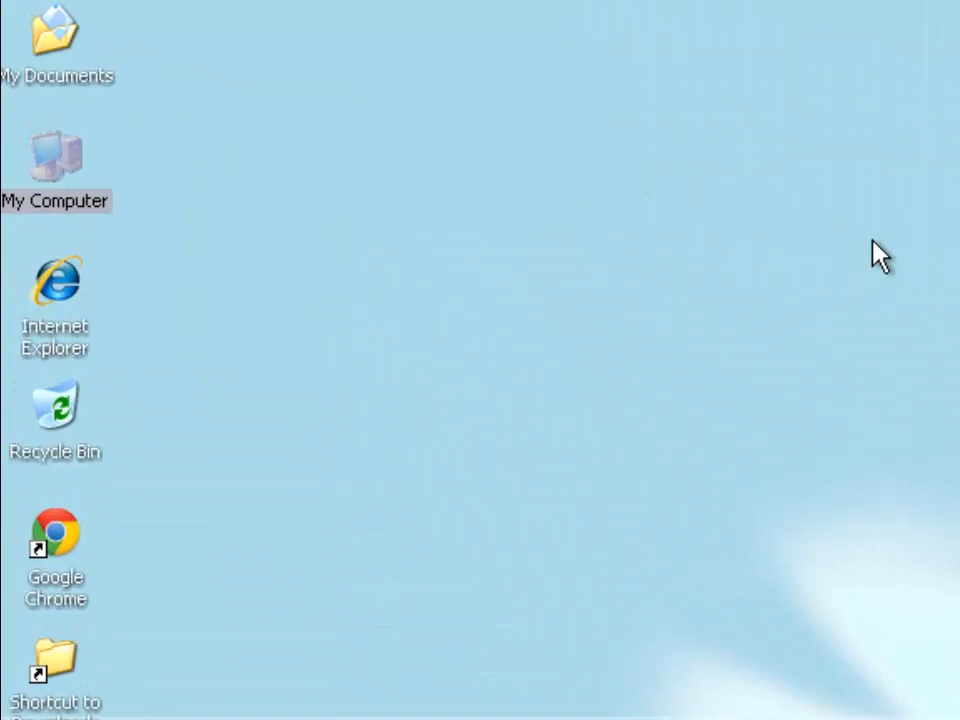 My Documents
My Computer
Internet
Explorer
Recycle Bin
Google
Chrome
Shortcut to